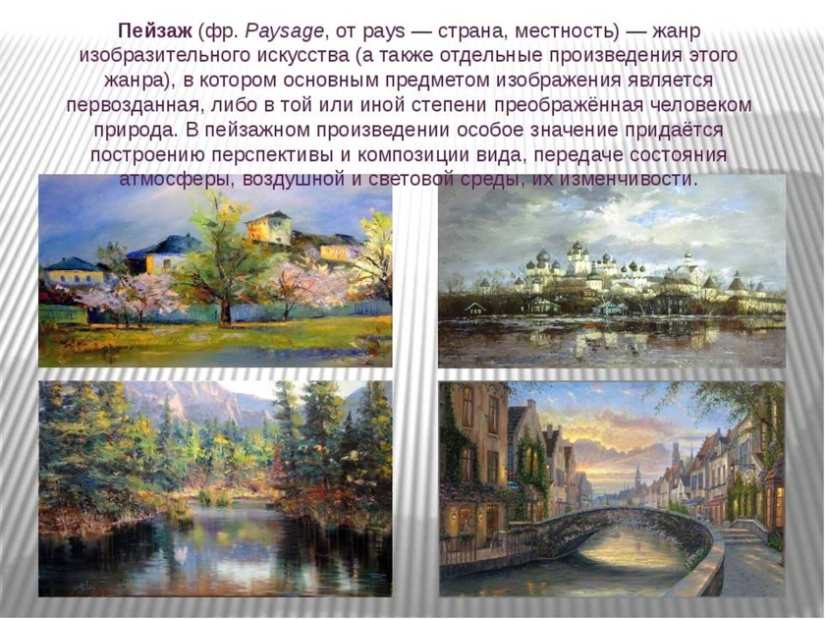 Пейзаж (фр. Paysage, от pays — страна, местность) — жанр
изобразительного искусства (а также отдельные произведения этого
жанра), в котором основным предметом изображения является
первозданная, либо в той или иной степени преображённая человеком
природа. В пейзажном произведении особое значение придаётся
построению перспективы и композиции вида, передаче состояния
атмосферы, воздушной и световой среды, их изменчивости.